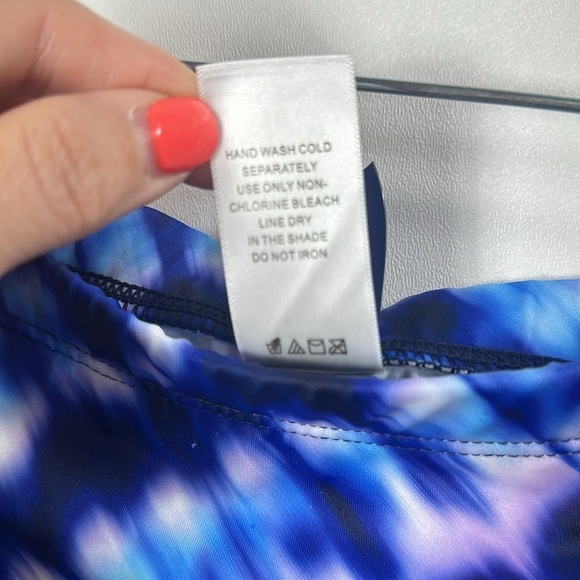 HAND WASH COLD
SEPARATELY
USE ONLY NON-
CHLORINE BLEACH
LINE DRY
IN THE SHADE
DO NOT IRON